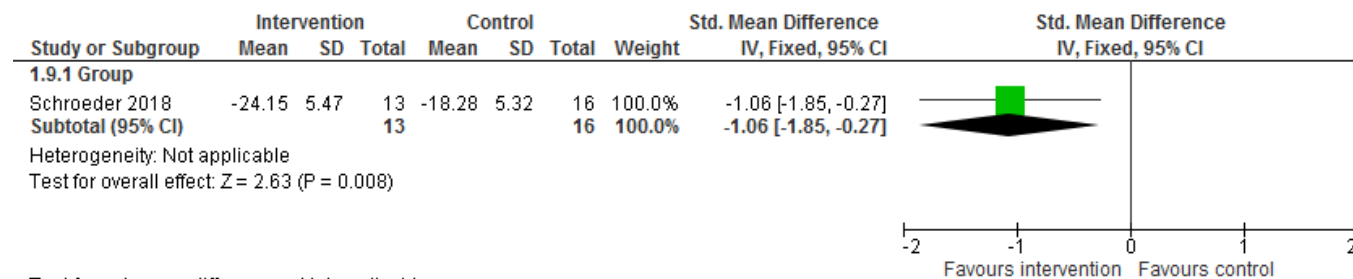 Intervention Control Std. Mean Difference Std. Mean Difference
Study or Subgroup Mean SD Total Mean SD Total Weight IV, Fixed, 95% CI IV, Fixed, 95% CI
1.9.1 Group
Schroeder 2018 -24.15 5.47 13 -18.28 5.32 16 100.0% -1.06 [-1.85, -0.27]
Subtotal (95% CI) 13 16 100.0% -1.06 [-1.85, -0.27]
Heterogeneity: Not applicable
Test for overall effect: Z = 2.63 (P = 0.008)
-2 -1 0 1 2
Favours intervention Favours control